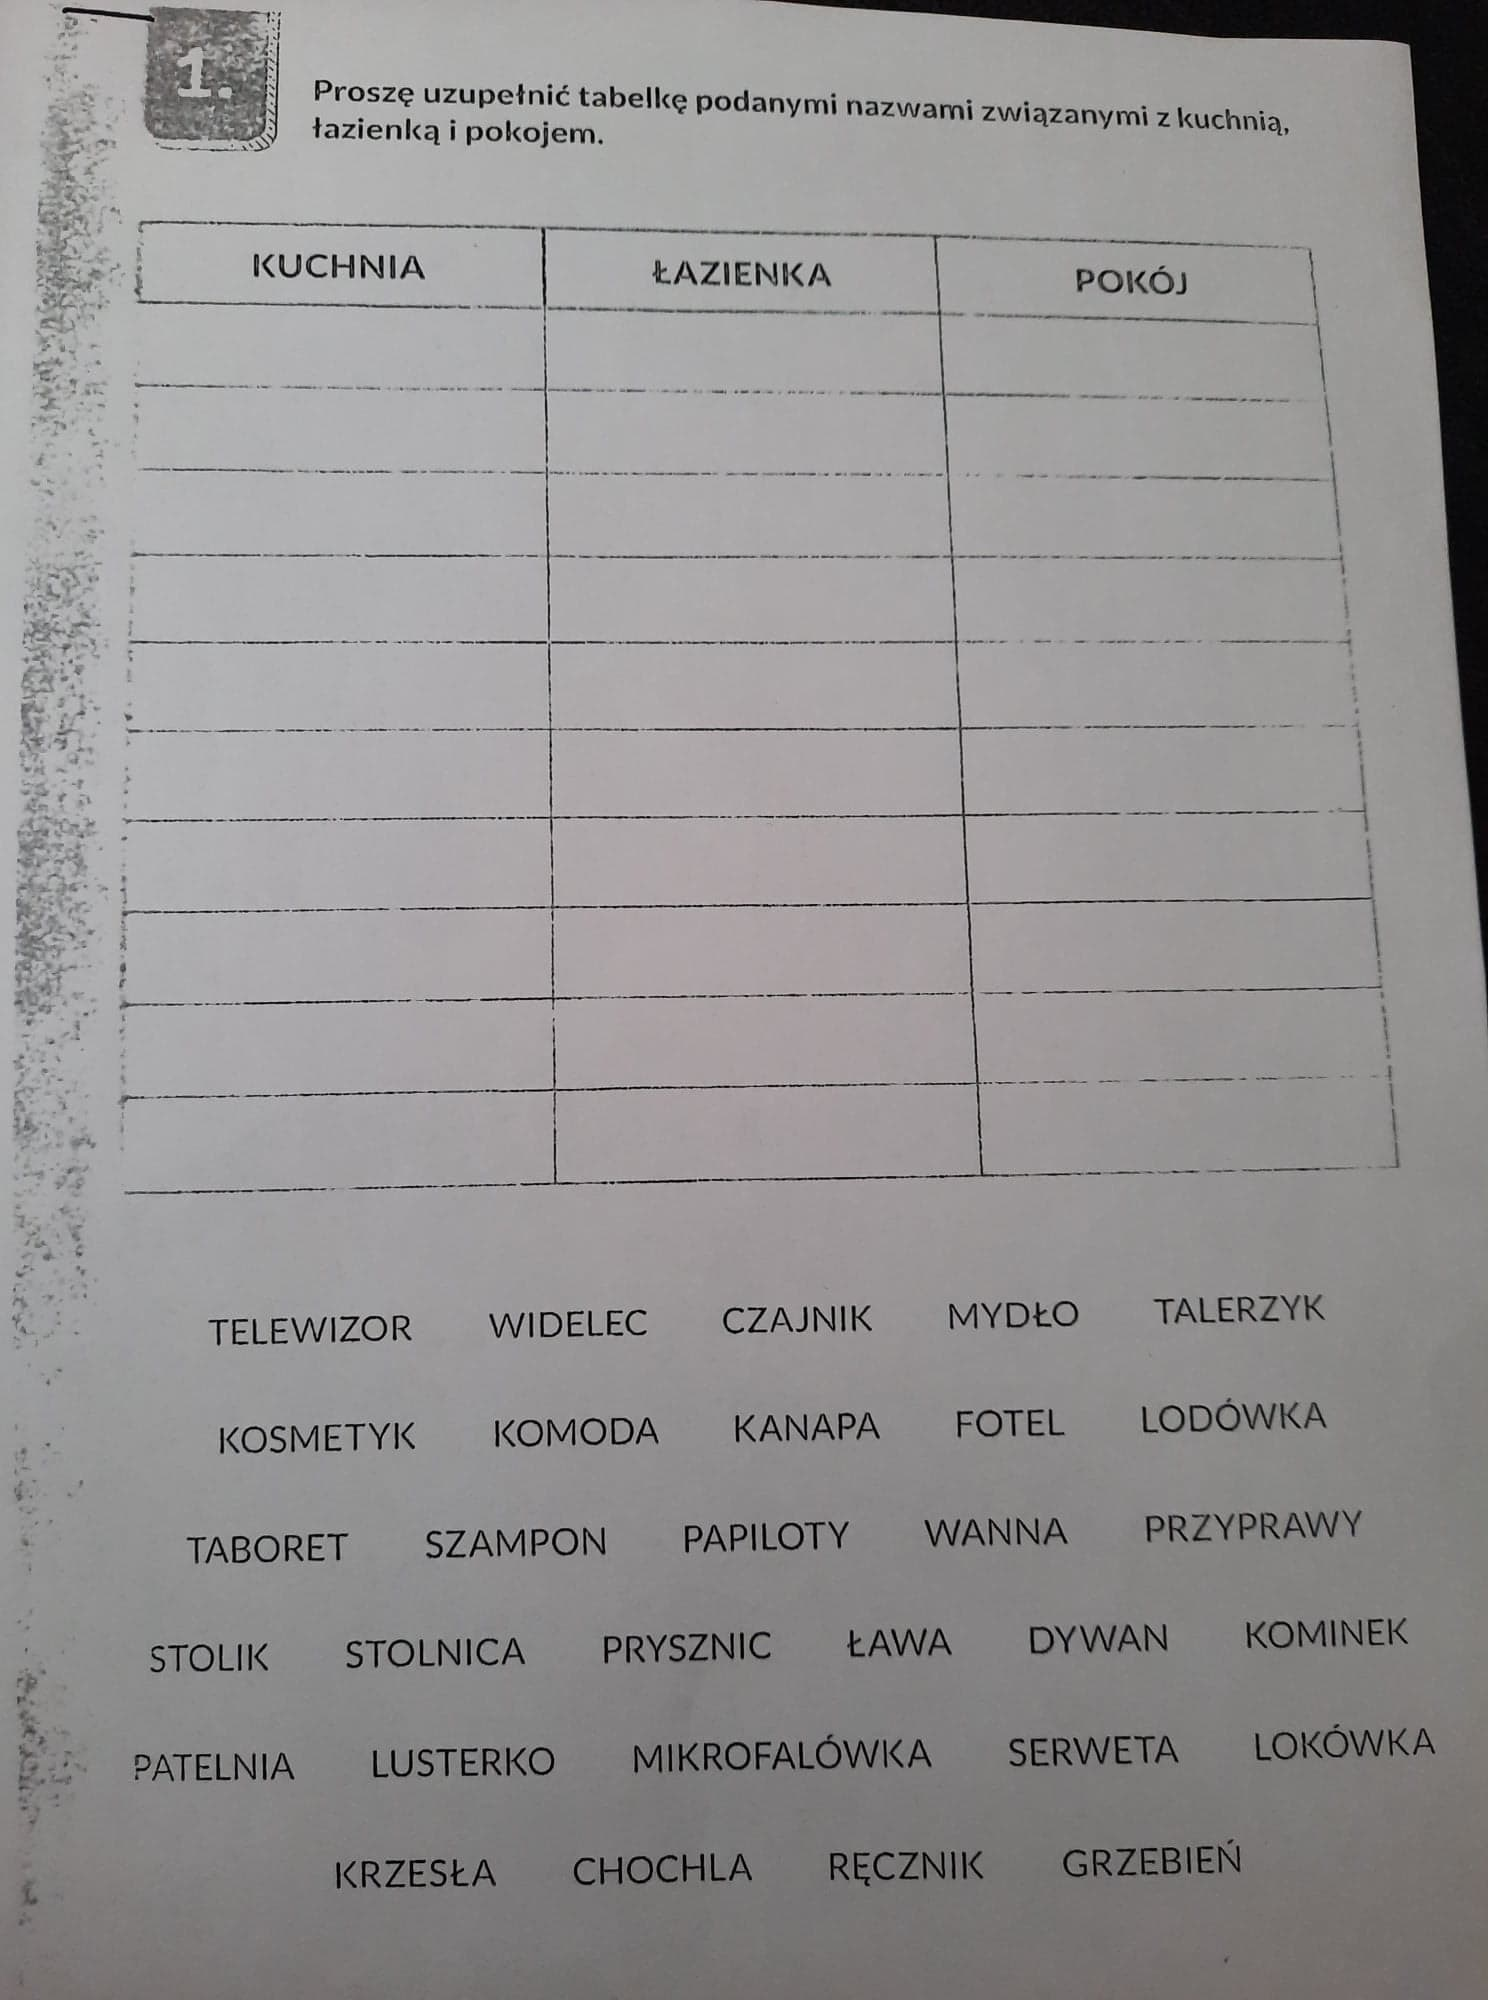 1.
Proszę uzupełnić tabelkę podanymi nazwami związanymi z kuchnią,
łazienką i pokojem.
KUCHNIA ŁAZIENKA POKÓJ
TELEWIZOR WIDELEC CZAJNIK MYDŁO TALERZYK
KOSMETYK KOMODA KANAPA FOTEL LODÓWKA
TABORET SZAMPON PAPILOTY WANNA PRZYPRAWY
STOLIK STOLNICA PRYSZNIC ŁAWA DYWAN KOMINEK
PATELNIA LUSTERKO MIKROFALÓWKA SERWETA LOKÓWKA
KRZESŁA CHOCHLA RĘCZNIK GRZEBIEŃ